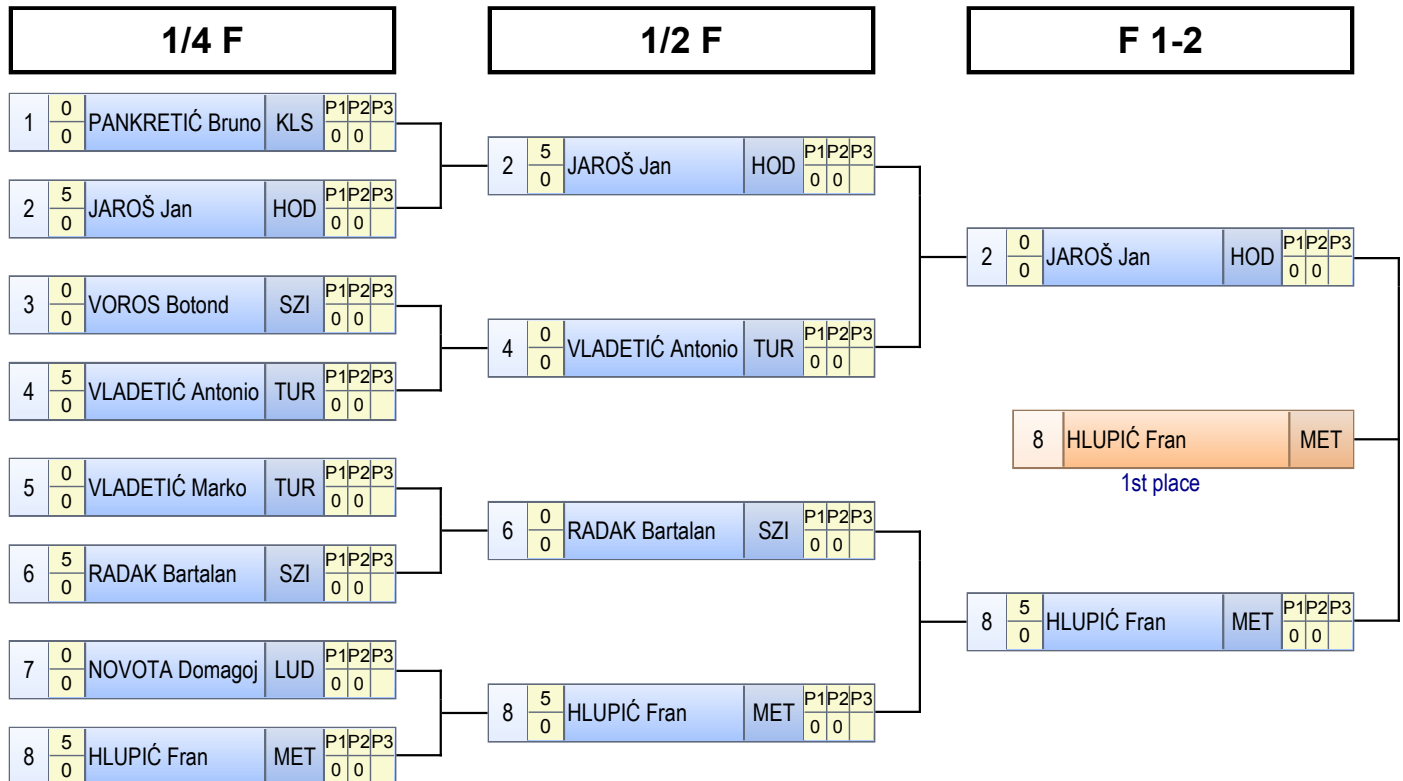 1/4 F 1/2 F F 1-2
1 0 0 PANKRETIĆ Bruno KLS P1 P2 P3 0 0
2 5 0 JAROŠ Jan HOD P1 P2 P3 0 0
3 0 0 VOROS Botond SZI P1 P2 P3 0 0
4 5 0 VLADETIĆ Antonio TUR P1 P2 P3 0 0
5 0 0 VLADETIĆ Marko TUR P1 P2 P3 0 0
6 5 0 RADAK Bartalan SZI P1 P2 P3 0 0
7 0 0 NOVOTA Domagoj LUD P1 P2 P3 0 0
8 5 0 HLUPIĆ Fran MET P1 P2 P3 0 0
2 5 0 JAROŠ Jan HOD P1 P2 P3 0 0
4 0 0 VLADETIĆ Antonio TUR P1 P2 P3 0 0
6 0 0 RADAK Bartalan SZI P1 P2 P3 0 0
8 5 0 HLUPIĆ Fran MET P1 P2 P3 0 0
2 0 0 JAROŠ Jan HOD P1 P2 P3 0 0
8 HLUPIĆ Fran MET
1st place
8 5 0 HLUPIĆ Fran MET P1 P2 P3 0 0